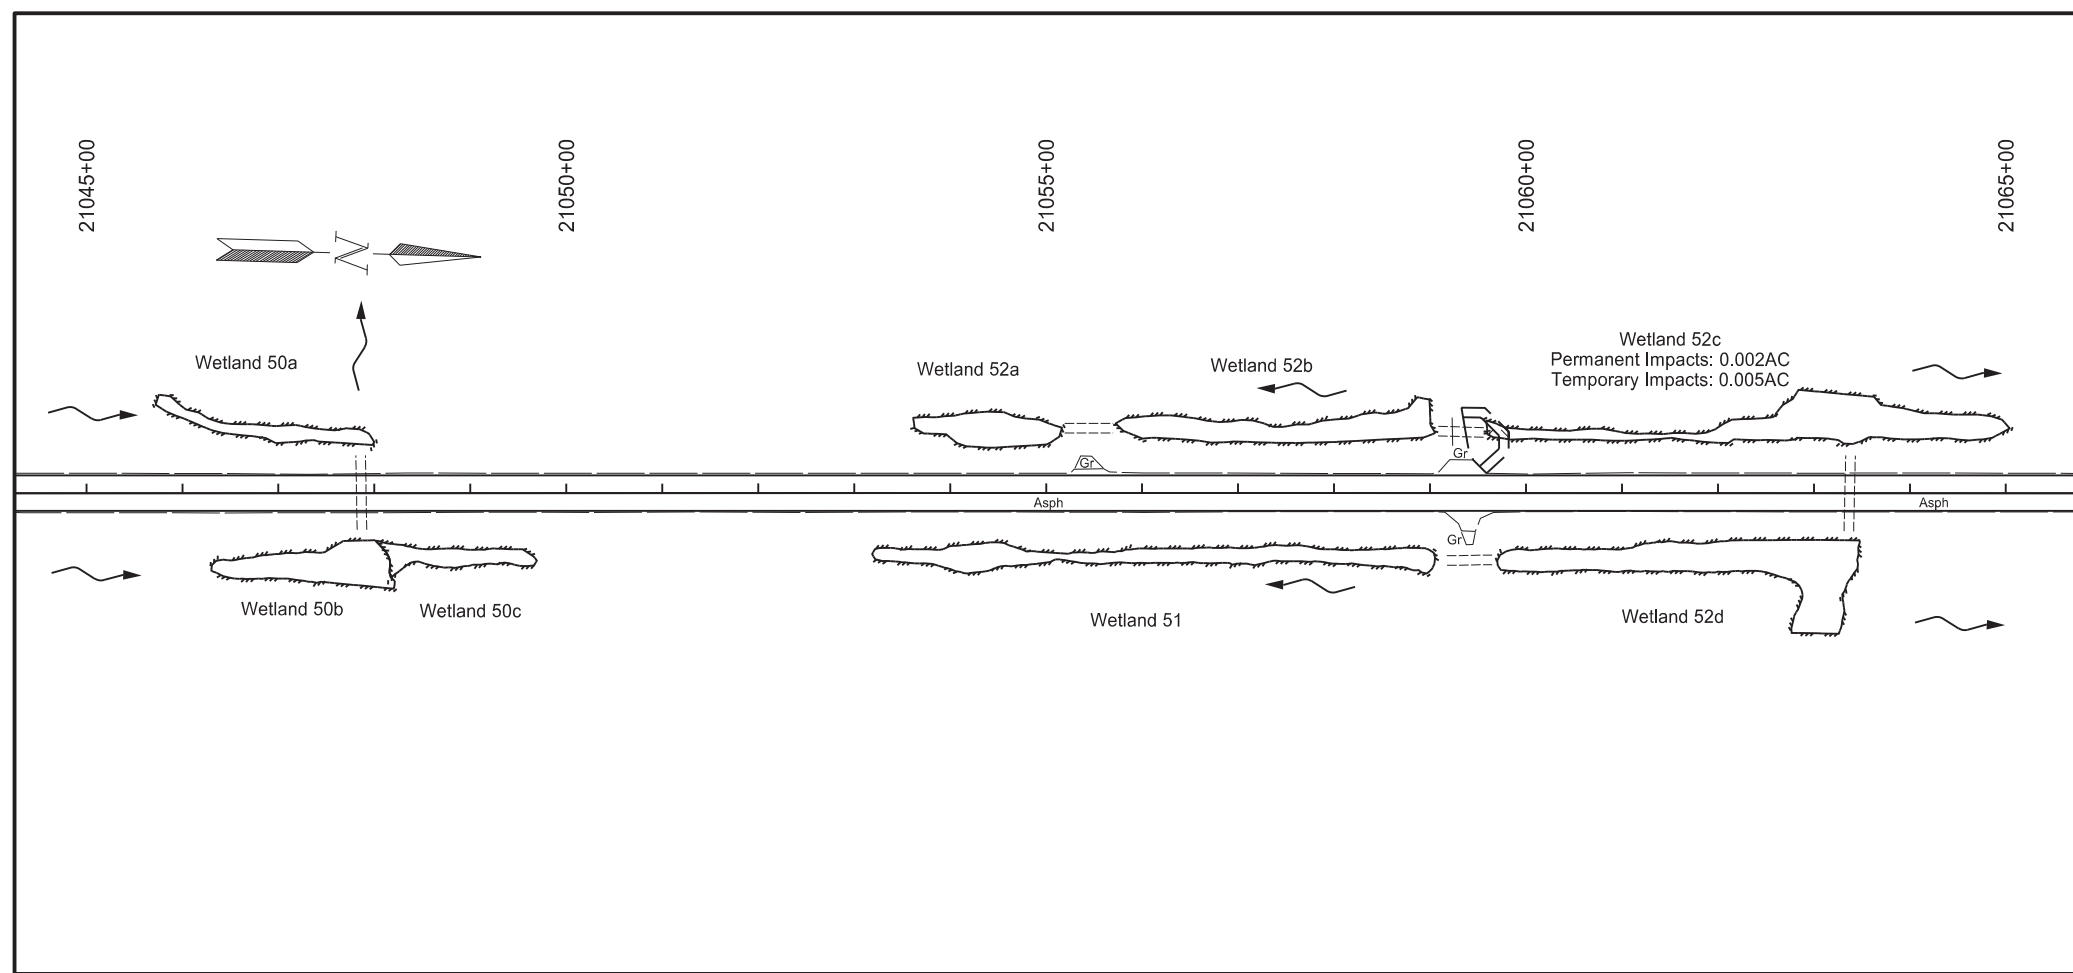 21045+00
21050+00
21055+00
21060+00
21065+00
N
Wetland 52c
Permanent Impacts: 0.002AC
Temporary Impacts: 0.005AC
Wetland 50a
Wetland 52a
Wetland 52b
Gr
Gr
Asph
Asph
Gr
Wetland 50b
Wetland 50c
Wetland 51
Wetland 52d